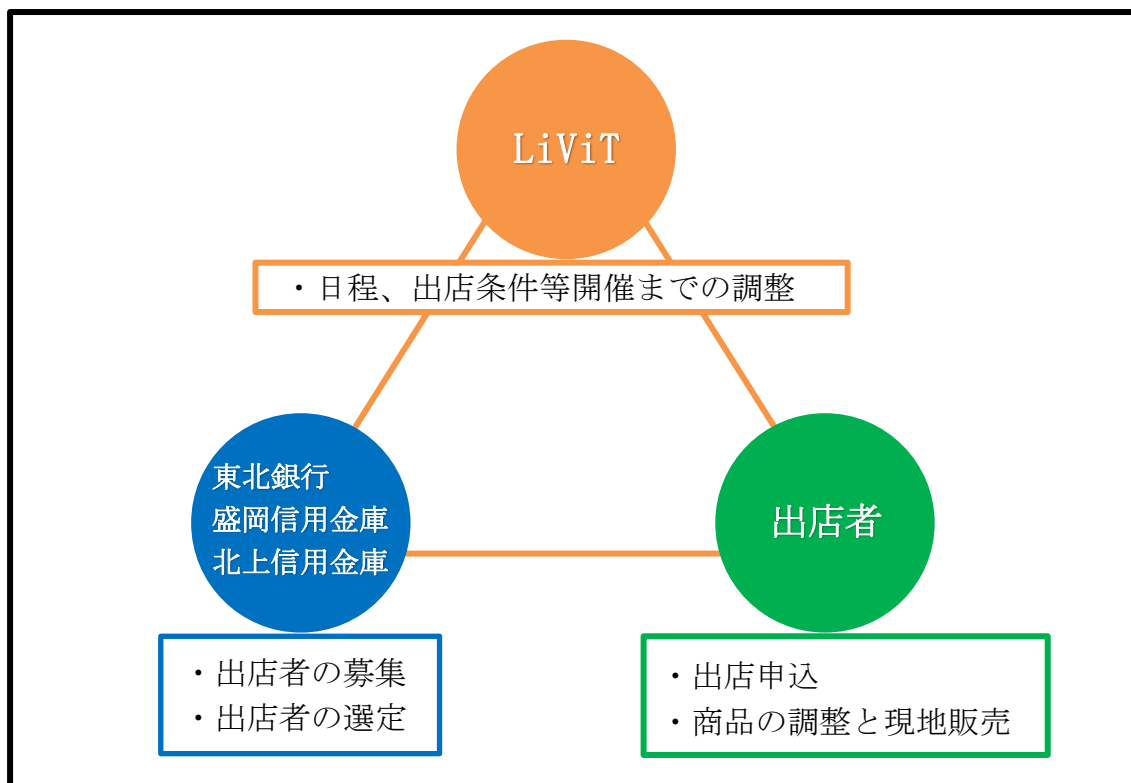 LiViT
・日程、出店条件等開催までの調整
東北銀行
盛岡信用金庫
北上信用金庫
・出店者の募集
・出店者の選定
出店者
・出店申込
・商品の調整と現地販売